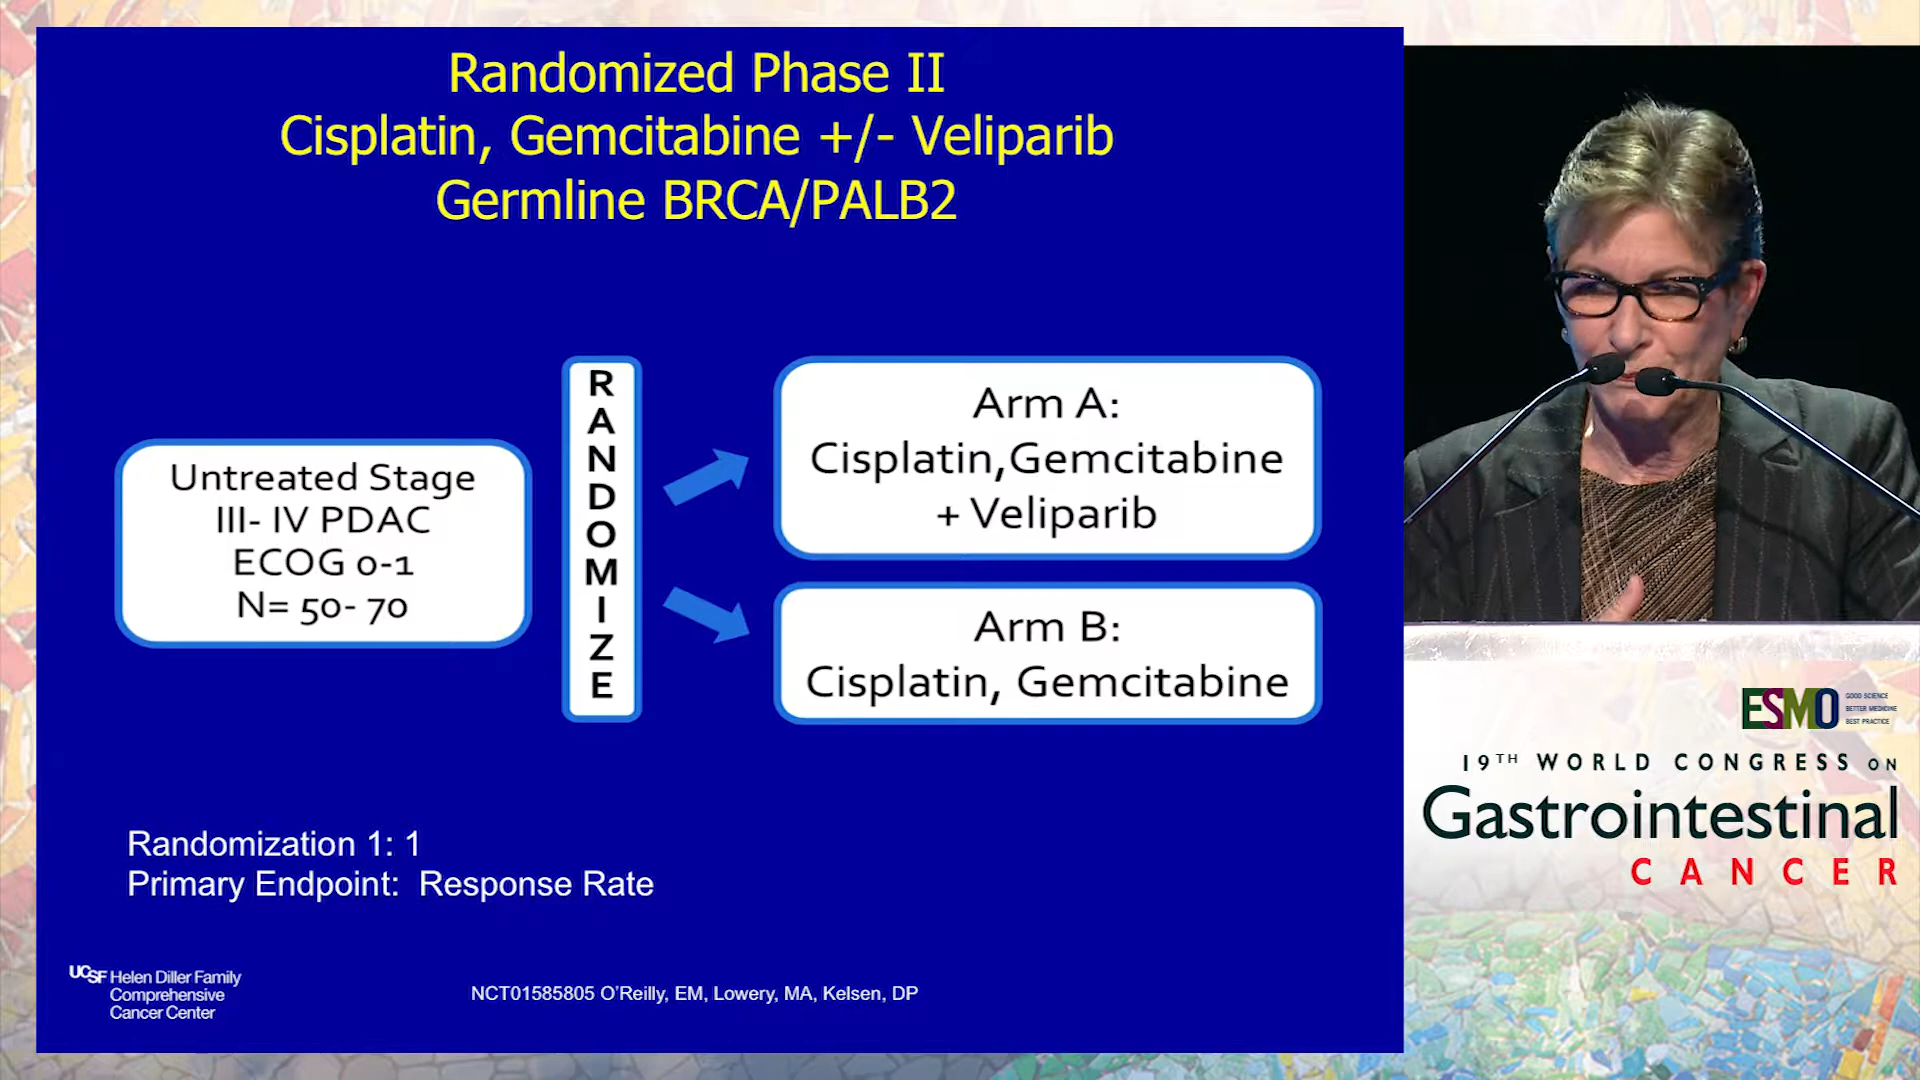 Randomized Phase II
Cisplatin, Gemcitabine +/- Veliparib
Germline BRCA/PALB2
Untreated Stage
III- IV PDAC
ECOG 0-1
N= 50- 70
R
A
N
D
O
M
I
Z
E
Arm A:
Cisplatin,Gemcitabine
+ Veliparib
Arm B:
Cisplatin, Gemcitabine
Randomization 1: 1
Primary Endpoint: Response Rate
UCSF Helen Diller Family
Comprehensive
Cancer Center
NCT01585805 O'Reilly, EM, Lowery, MA, Kelsen, DP
ESMO
GOOD SCIENCE
BETTER MEDICINE
BEST PRACTICE
19TH WORLD CONGRESS ON
Gastrointestinal
CANCER